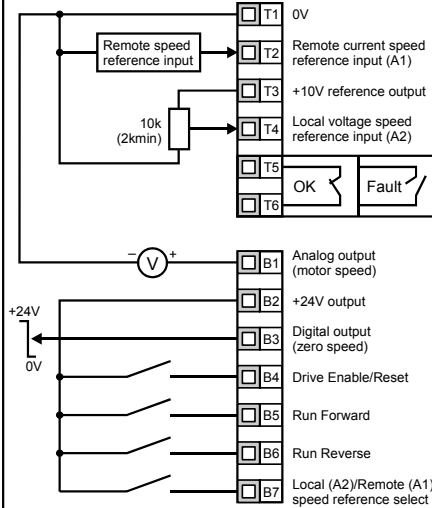 T1 0V
Remote speed
reference input
T2 Remote current speed
reference input (A1)
T3 +10V reference output
10k
(2kmin)
T4 Local voltage speed
reference input (A2)
T5
OK Fault
T6
– V +
B1 Analog output
(motor speed)
B2 +24V output
+24V
0V
B3 Digital output
(zero speed)
B4 Drive Enable/Reset
B5 Run Forward
B6 Run Reverse
B7 Local (A2)/Remote (A1)
speed reference select